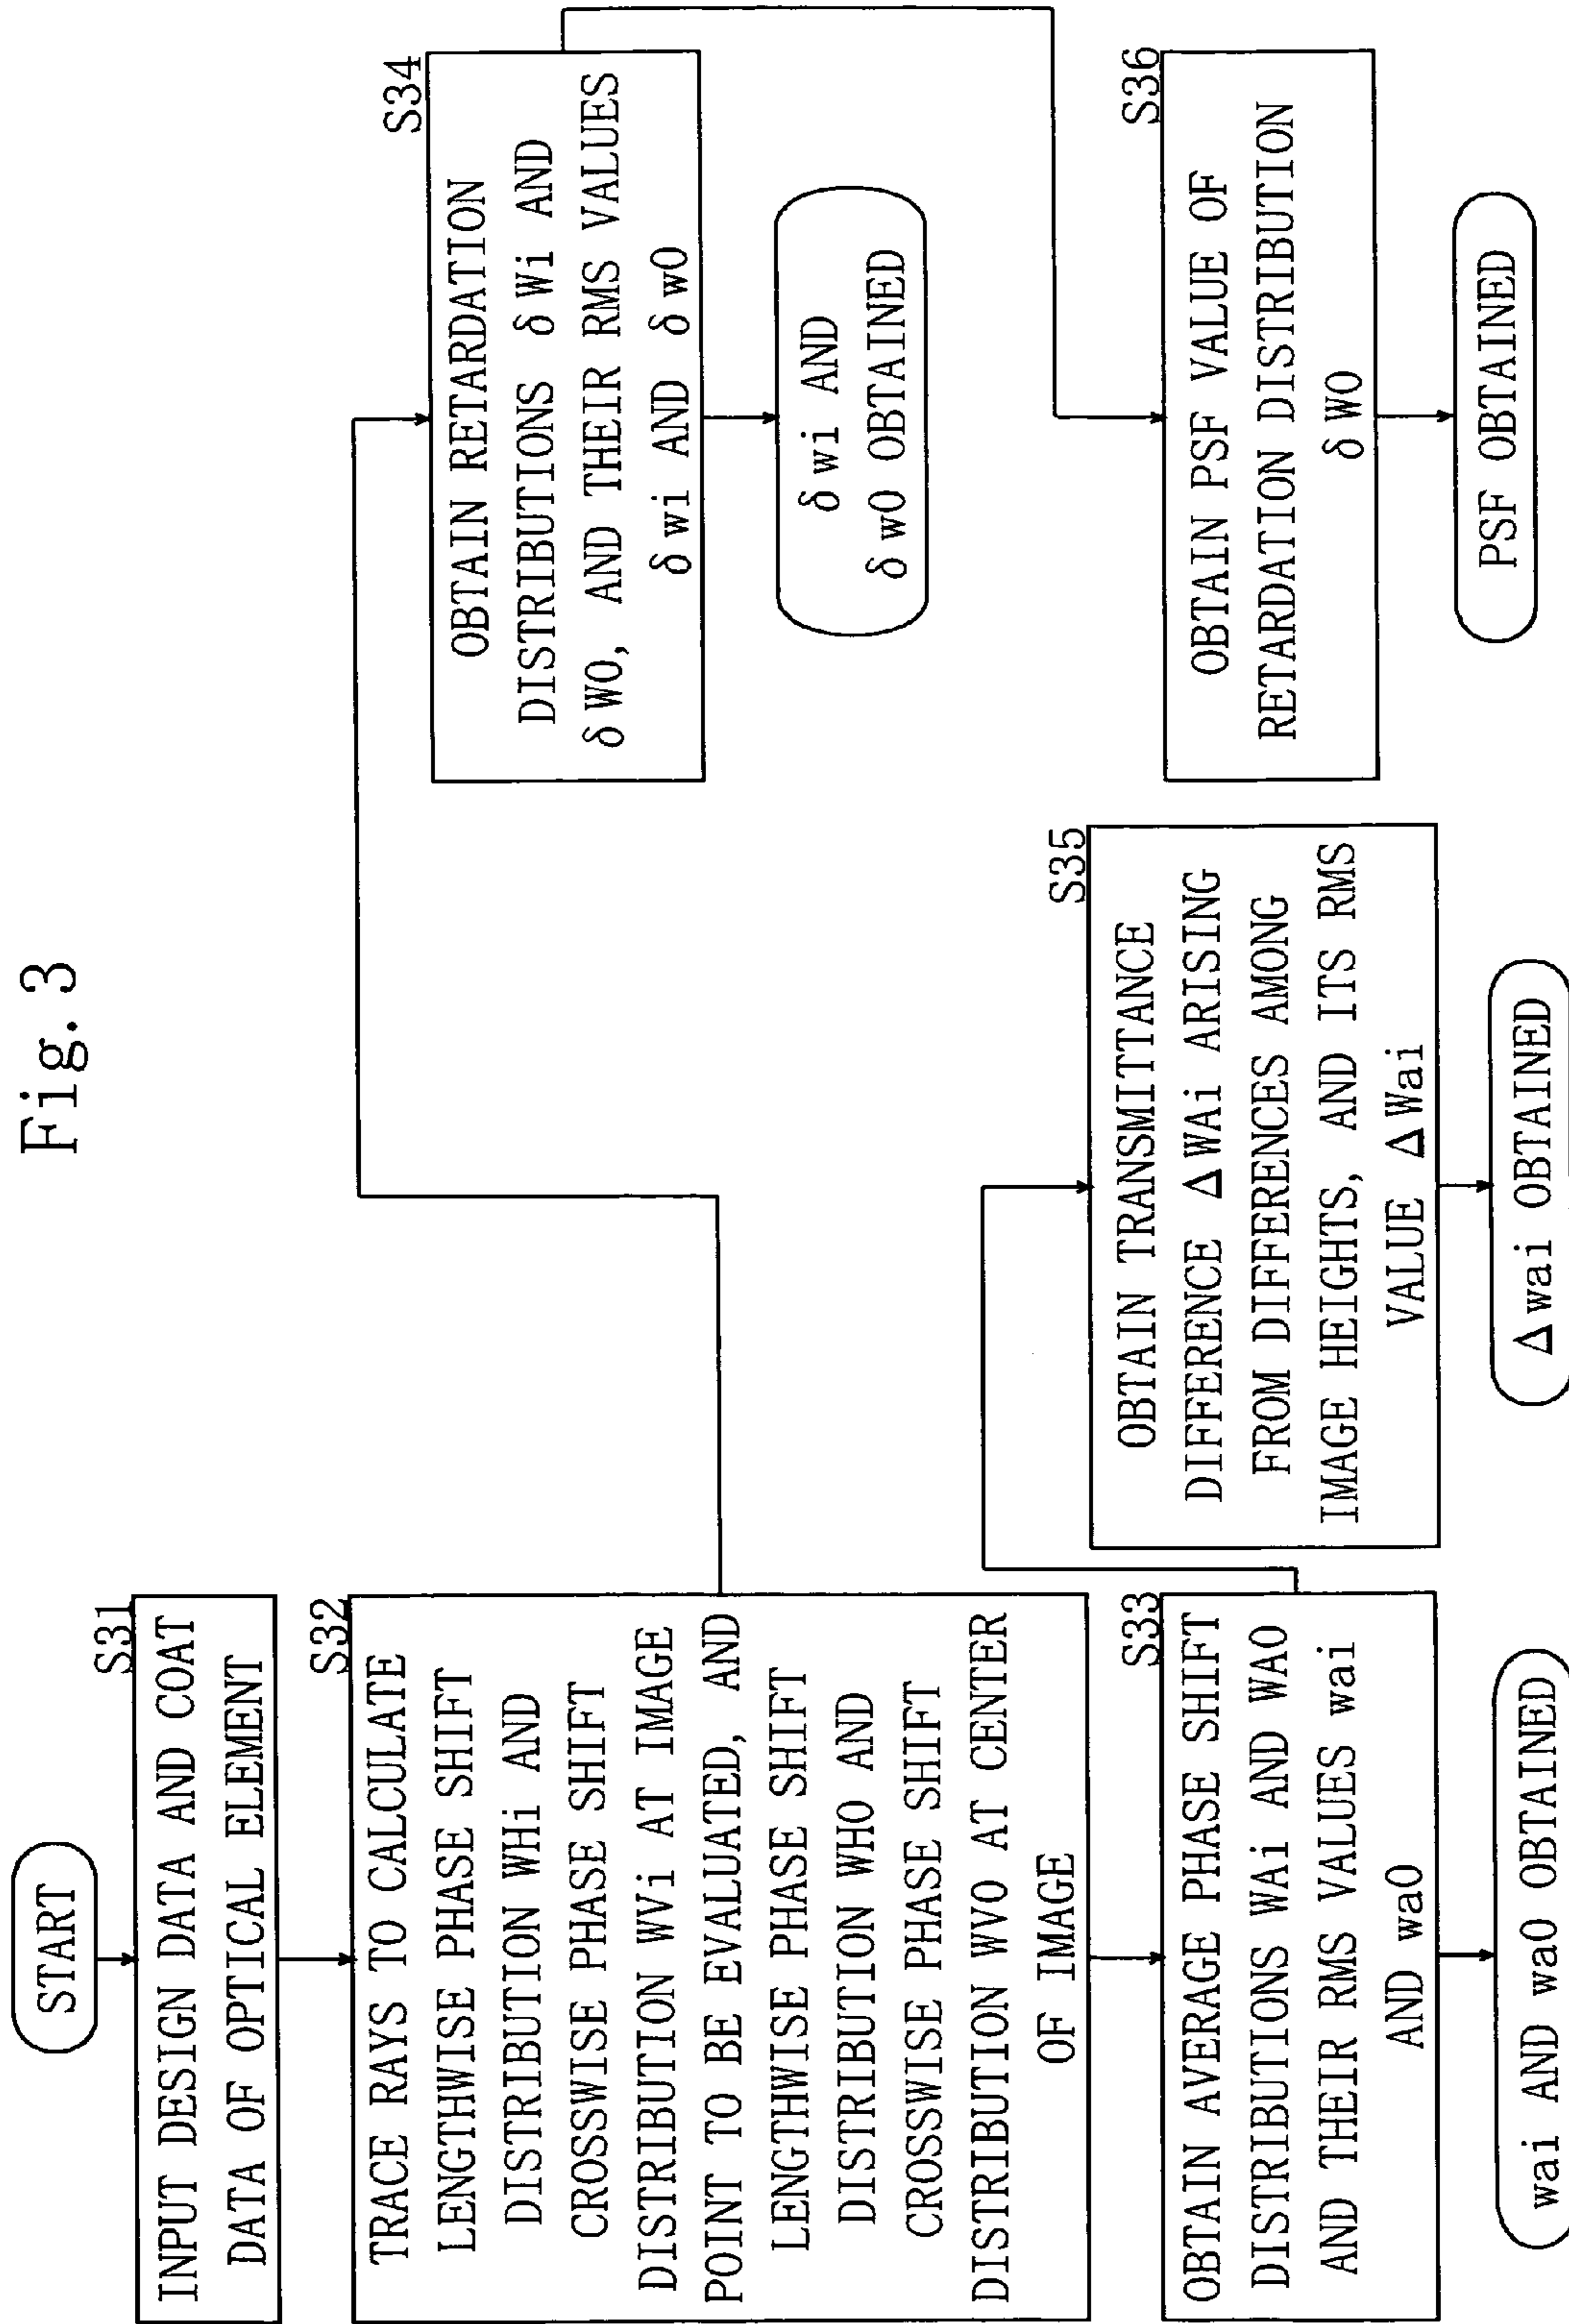 Fig. 3
START
S31
INPUT DESIGN DATA AND COAT
DATA OF OPTICAL ELEMENT
S32
TRACE RAYS TO CALCULATE
LENGTHWISE PHASE SHIFT
DISTRIBUTION WHi AND
CROSSWISE PHASE SHIFT
DISTRIBUTION WVi AT IMAGE
POINT TO BE EVALUATED, AND
LENGTHWISE PHASE SHIFT
DISTRIBUTION WH0 AND
CROSSWISE PHASE SHIFT
DISTRIBUTION WV0 AT CENTER
OF IMAGE
S33
OBTAIN AVERAGE PHASE SHIFT
DISTRIBUTIONS WAi AND WA0
AND THEIR RMS VALUES wai
AND wa0
wai AND wa0 OBTAINED
S34
OBTAIN RETARDATION
DISTRIBUTIONS δWi AND
δW0, AND THEIR RMS VALUES
δwi AND δw0
δwi AND
δw0 OBTAINED
S35
OBTAIN TRANSMITTANCE
DIFFERENCE ΔWAi ARISING
FROM DIFFERENCES AMONG
IMAGE HEIGHTS, AND ITS RMS
VALUE ΔWai
Δwai OBTAINED
S36
OBTAIN PSF VALUE OF
RETARDATION DISTRIBUTION
δW0
PSF OBTAINED